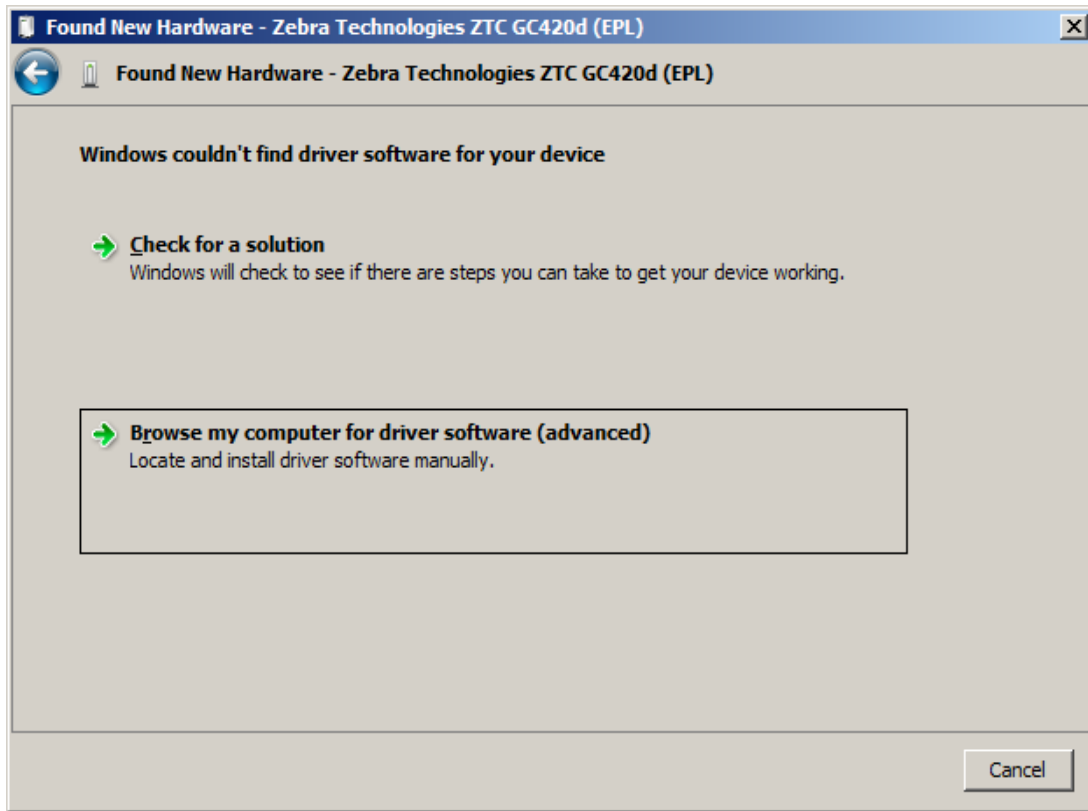 Found New Hardware - Zebra Technologies ZTC GC420d (EPL)
Found New Hardware - Zebra Technologies ZTC GC420d (EPL)
Windows couldn't find driver software for your device
Check for a solution
Windows will check to see if there are steps you can take to get your device working.
Browse my computer for driver software (advanced)
Locate and install driver software manually.
Cancel